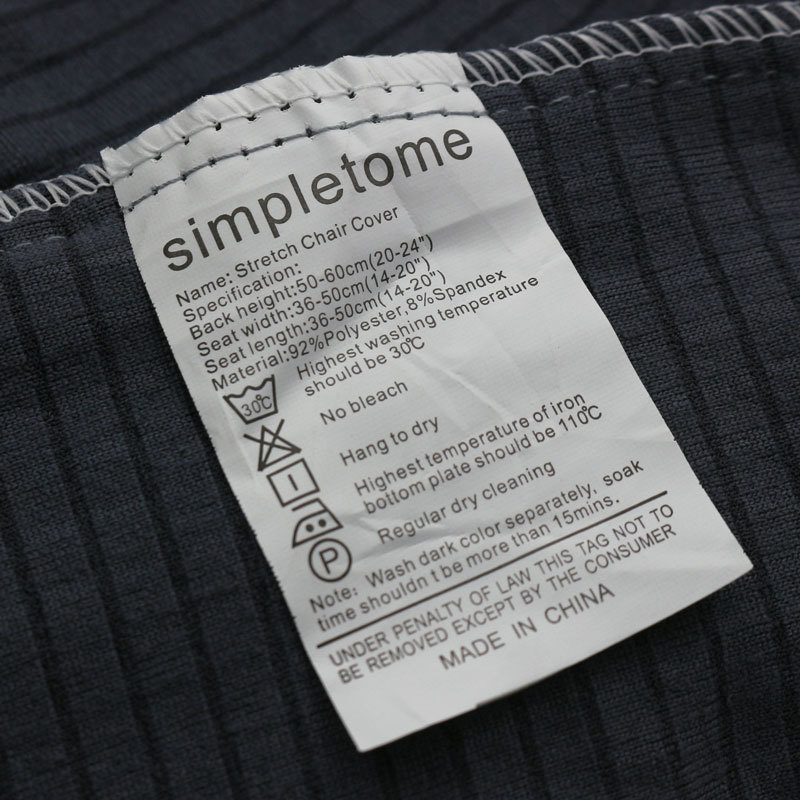 simpletome
Name: Stretch Chair Cover
Specification:
Back height:50-60cm(20-24")
Seat width:36-50cm(14-20")
Seat length:36-50cm(14-20")
Material:92%Polyester,8%Spandex
Highest washing temperature
should be 30℃
30℃
No bleach
Hang to dry
Highest temperature of iron
bottom plate should be 110℃
Regular dry cleaning
P
Note: Wash dark color separately, soak
time shouldn t be more than 15mins.
UNDER PENALTY OF LAW THIS TAG NOT TO
BE REMOVED EXCEPT BY THE CONSUMER
MADE IN CHINA